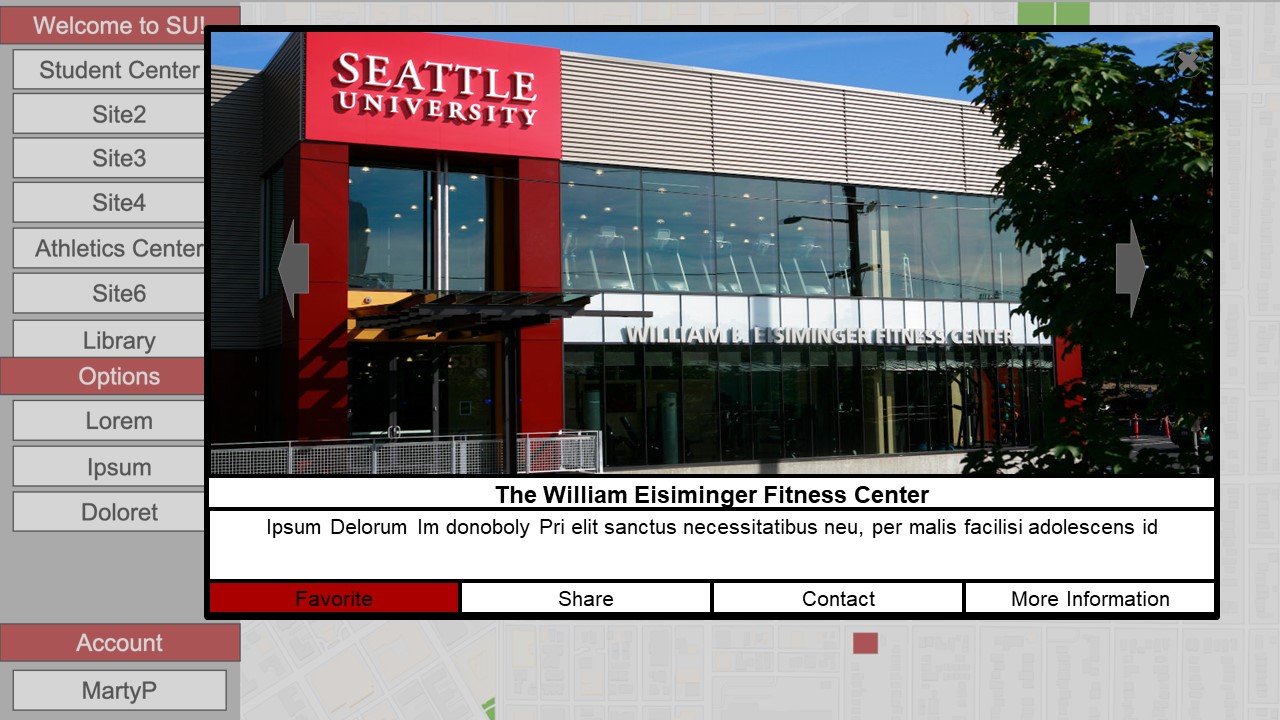 Welcome to SU!
Student Center
Site2
Site3
Site4
Athletics Center
Site6
Library
Options
Lorem
Ipsum
Doloret
Account
MartyP
SEATTLE
UNIVERSITY
WILLIAM F. EISIMINGER FITNESS CENTER
The William Eisiminger Fitness Center
Ipsum Delorum Im donoboly Pri elit sanctus necessitatibus neu, per malis facilisi adolescens id
Favorite
Share
Contact
More Information